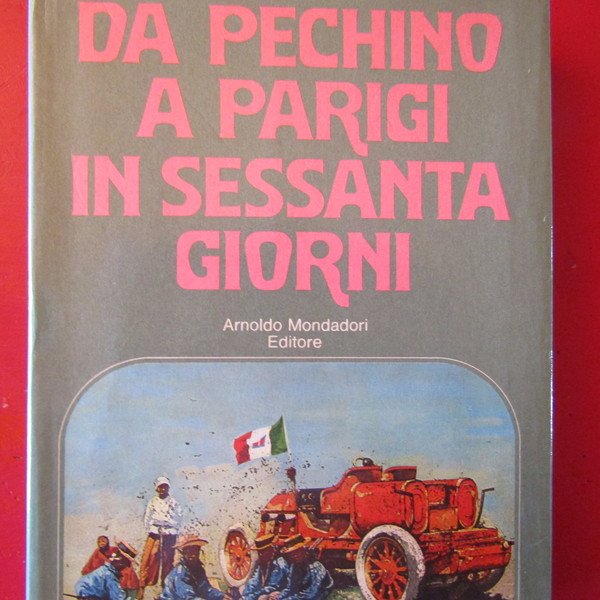 DA PECHINO
A PARIGI
IN SESSANTA
GIORNI
Arnoldo Mondadori
Editore